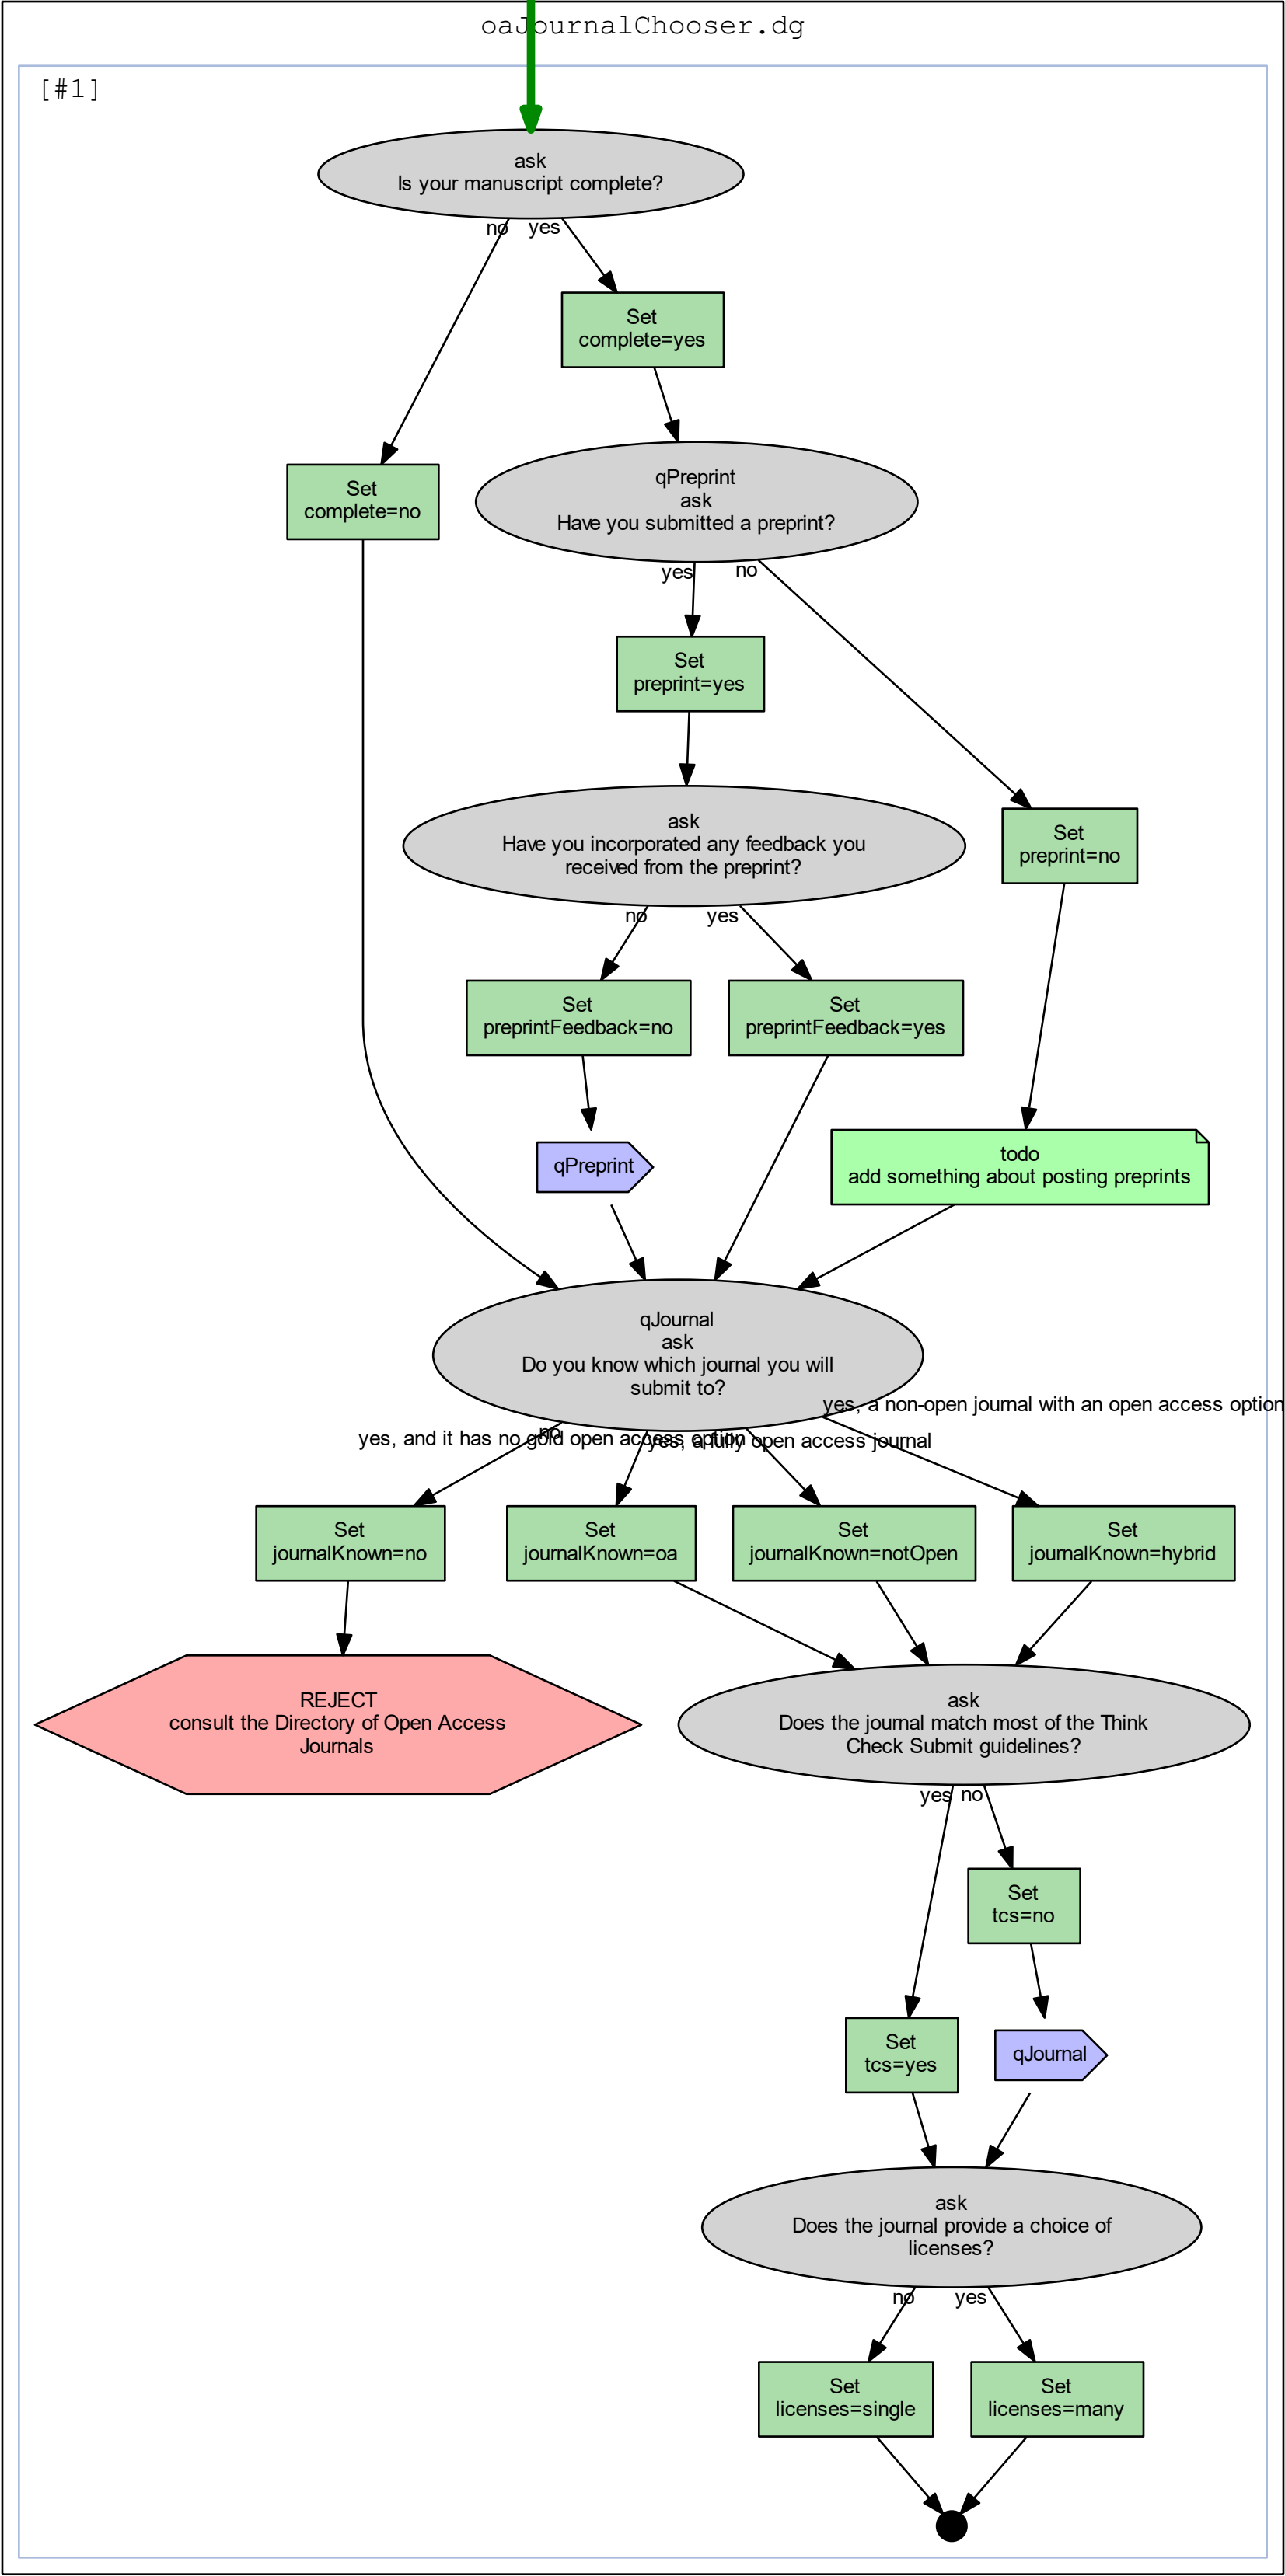 oaJournalChooser.dg
[#1]
ask
Is your manuscript complete?
no
yes
Set
complete=yes
Set
complete=no
qPreprint
ask
Have you submitted a preprint?
yes
no
Set
preprint=yes
ask
Have you incorporated any feedback you
received from the preprint?
Set
preprint=no
no
yes
Set
preprintFeedback=no
Set
preprintFeedback=yes
qPreprint
todo
add something about posting preprints
qJournal
ask
Do you know which journal you will
submit to?
yes, a non-open journal with an open access option
no
yes, and it has no gold open access option
yes, a fully open access journal
Set
journalKnown=no
Set
journalKnown=oa
Set
journalKnown=notOpen
Set
journalKnown=hybrid
REJECT
consult the Directory of Open Access
Journals
ask
Does the journal match most of the Think
Check Submit guidelines?
yes
no
Set
tcs=no
Set
tcs=yes
qJournal
ask
Does the journal provide a choice of
licenses?
no
yes
Set
licenses=single
Set
licenses=many